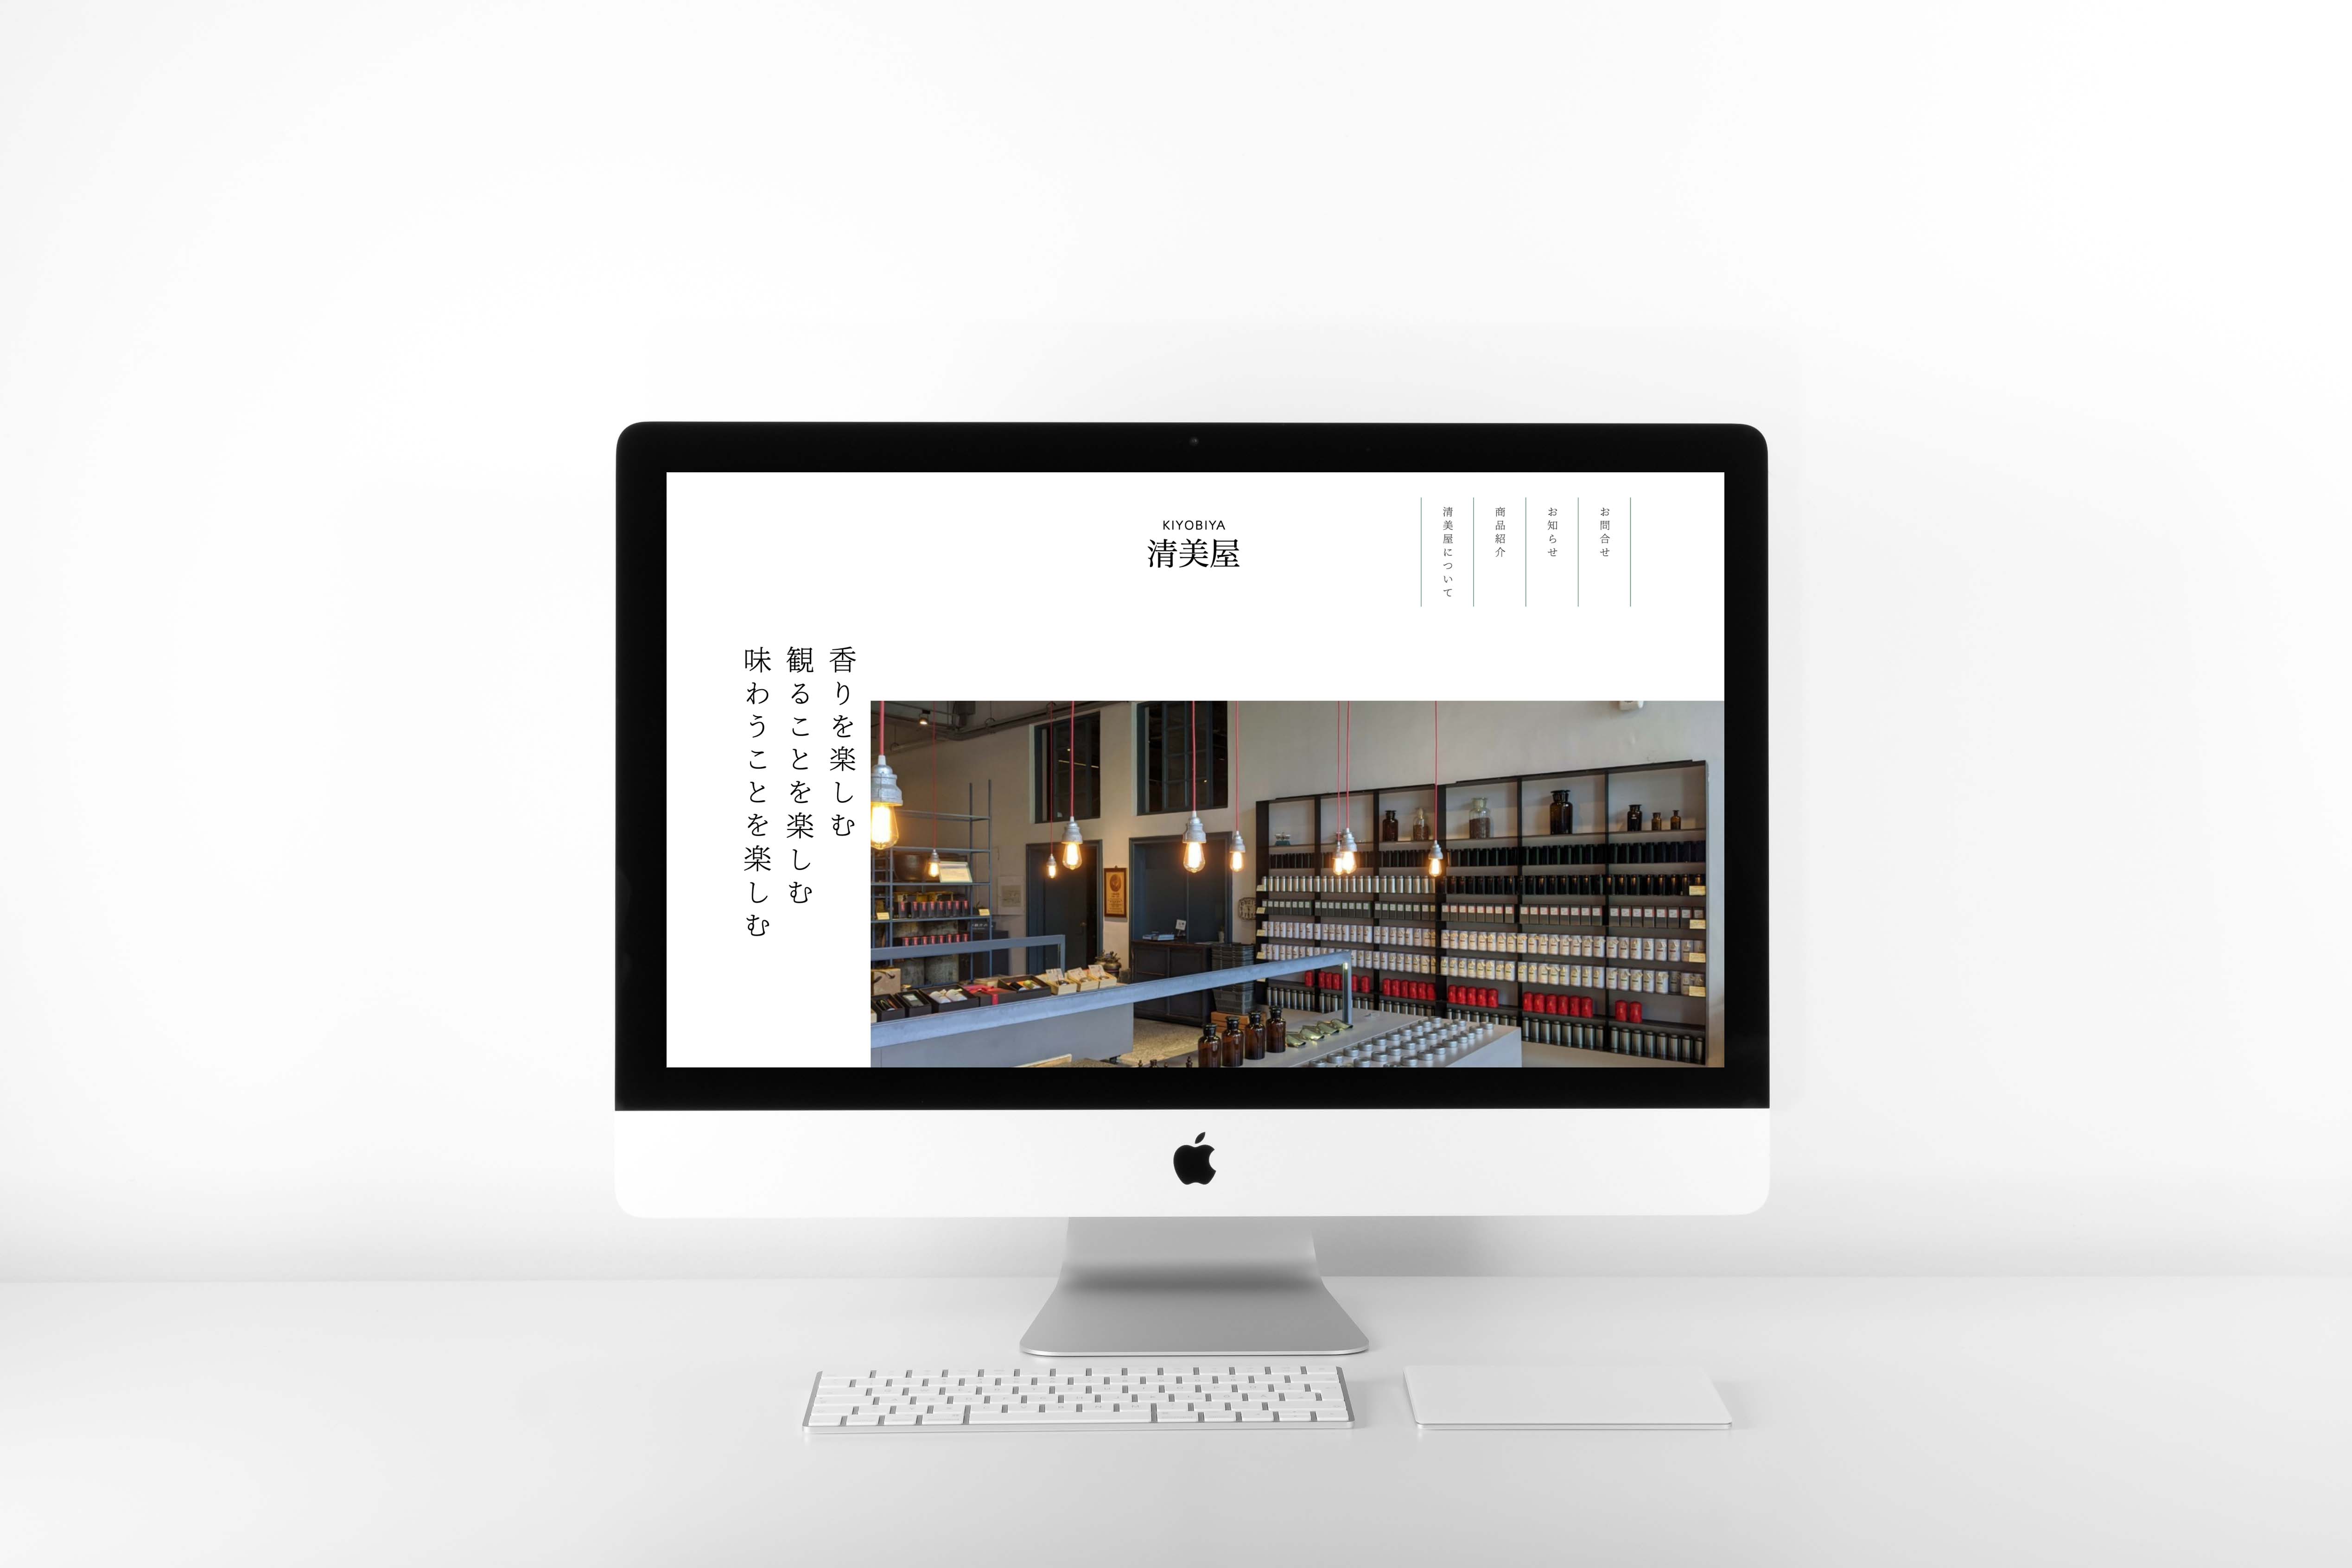 KIYOBIYA
清美屋
清美屋について
商品紹介
お知らせ
お問合せ
香りを楽しむ
観ることを楽しむ
味わうことを楽しむ